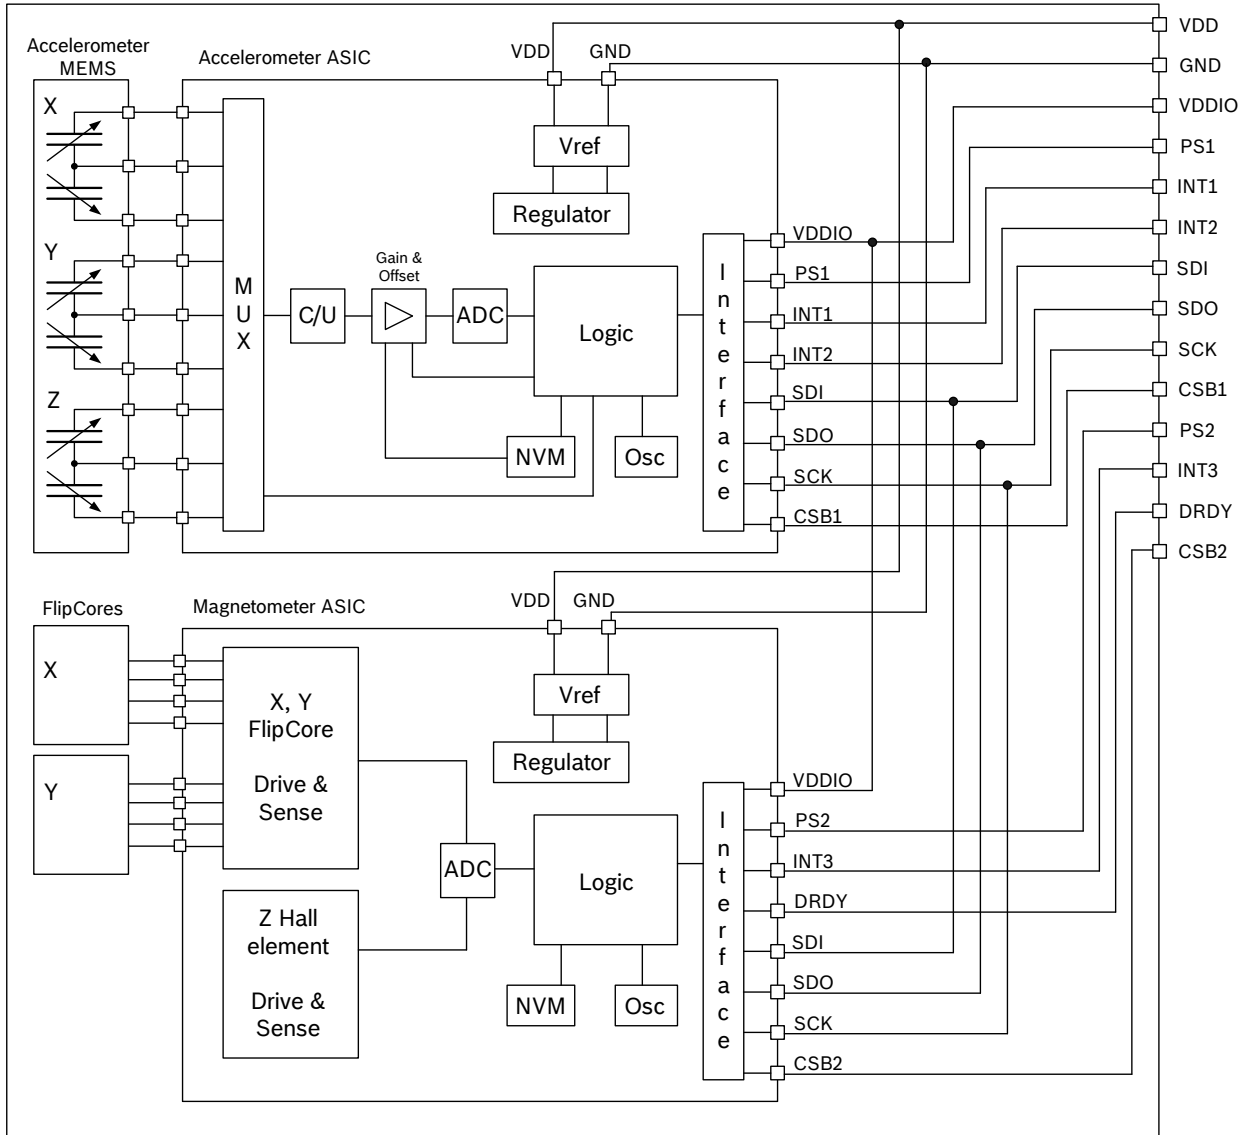 VDD
GND
VDDIO
PS1
INT1
INT2
SDI
SDO
SCK
CSB1
PS2
INT3
DRDY
CSB2
Accelerometer
MEMS
X
Y
Z
Accelerometer ASIC
VDD
GND
Vref
Regulator
M
U
X
C/U
Gain &
Offset
ADC
Logic
NVM
Osc
I
n
t
e
r
f
a
c
e
VDDIO
PS1
INT1
INT2
SDI
SDO
SCK
CSB1
FlipCores
X
Y
Magnetometer ASIC
VDD
GND
Vref
Regulator
X, Y
FlipCore
Drive &
Sense
Z Hall
element
Drive &
Sense
ADC
Logic
NVM
Osc
I
n
t
e
r
f
a
c
e
VDDIO
PS2
INT3
DRDY
SDI
SDO
SCK
CSB2